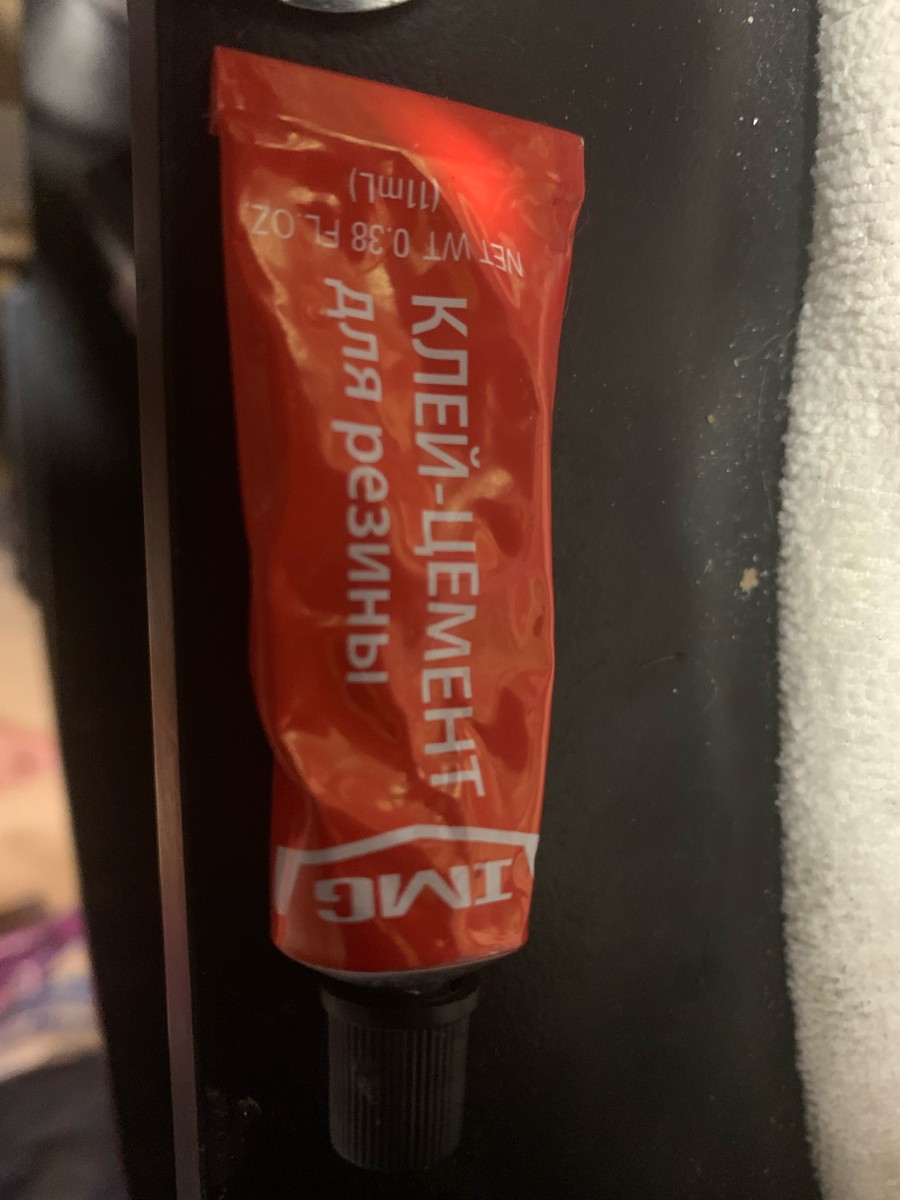 IMG
КЛЕЙ-ЦЕМЕНТ
для резины
NET WT 0.38 FL.OZ.
(11mL)